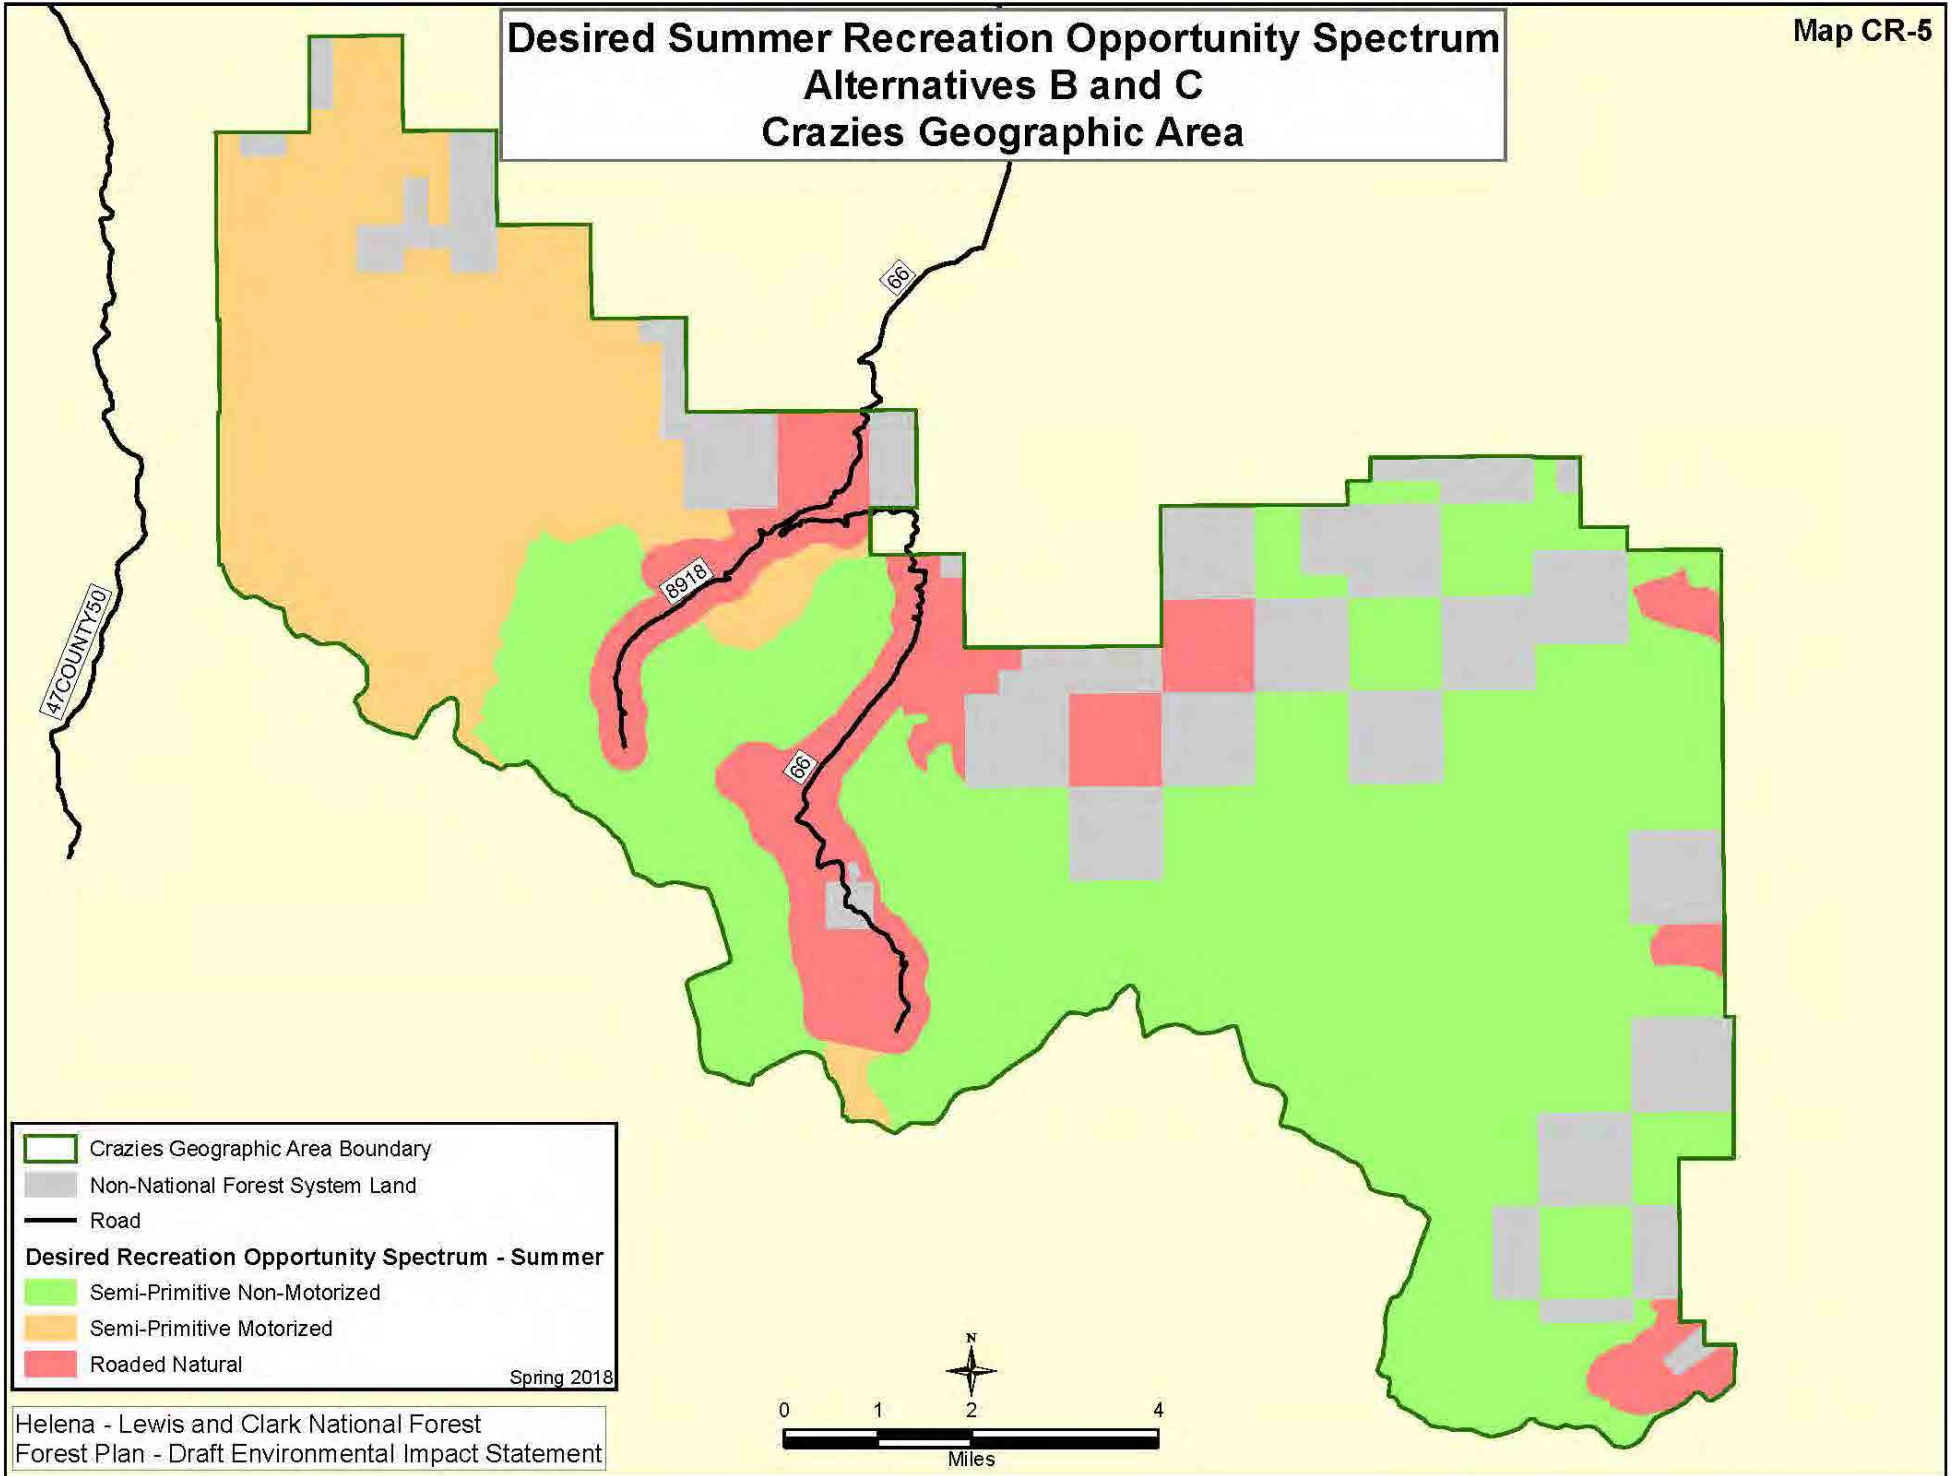 Desired Summer Recreation Opportunity Spectrum
Alternatives B and C
Crazies Geographic Area
Map CR-5
66
8918
47COUNTY50
66
Crazies Geographic Area Boundary
Non-National Forest System Land
Road
Desired Recreation Opportunity Spectrum - Summer
Semi-Primitive Non-Motorized
Semi-Primitive Motorized
Roaded Natural
Spring 2018
Helena - Lewis and Clark National Forest
Forest Plan - Draft Environmental Impact Statement
N
0 1 2 4
Miles